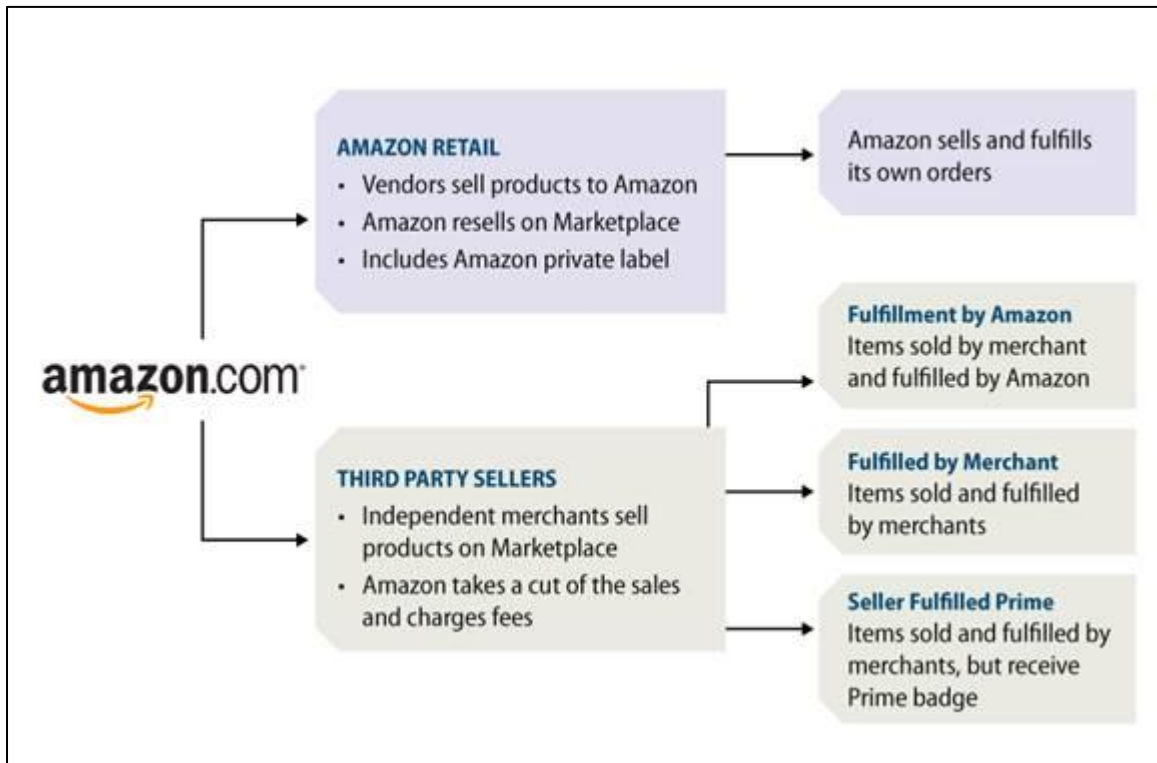 AMAZON RETAIL
• Vendors sell products to Amazon
• Amazon resells on Marketplace
• Includes Amazon private label
Amazon sells and fulfills
its own orders
amazon.com
THIRD PARTY SELLERS
• Independent merchants sell
products on Marketplace
• Amazon takes a cut of the sales
and charges fees
Fulfillment by Amazon
Items sold by merchant
and fulfilled by Amazon
Fulfilled by Merchant
Items sold and fulfilled
by merchants
Seller Fulfilled Prime
Items sold and fulfilled by
merchants, but receive
Prime badge